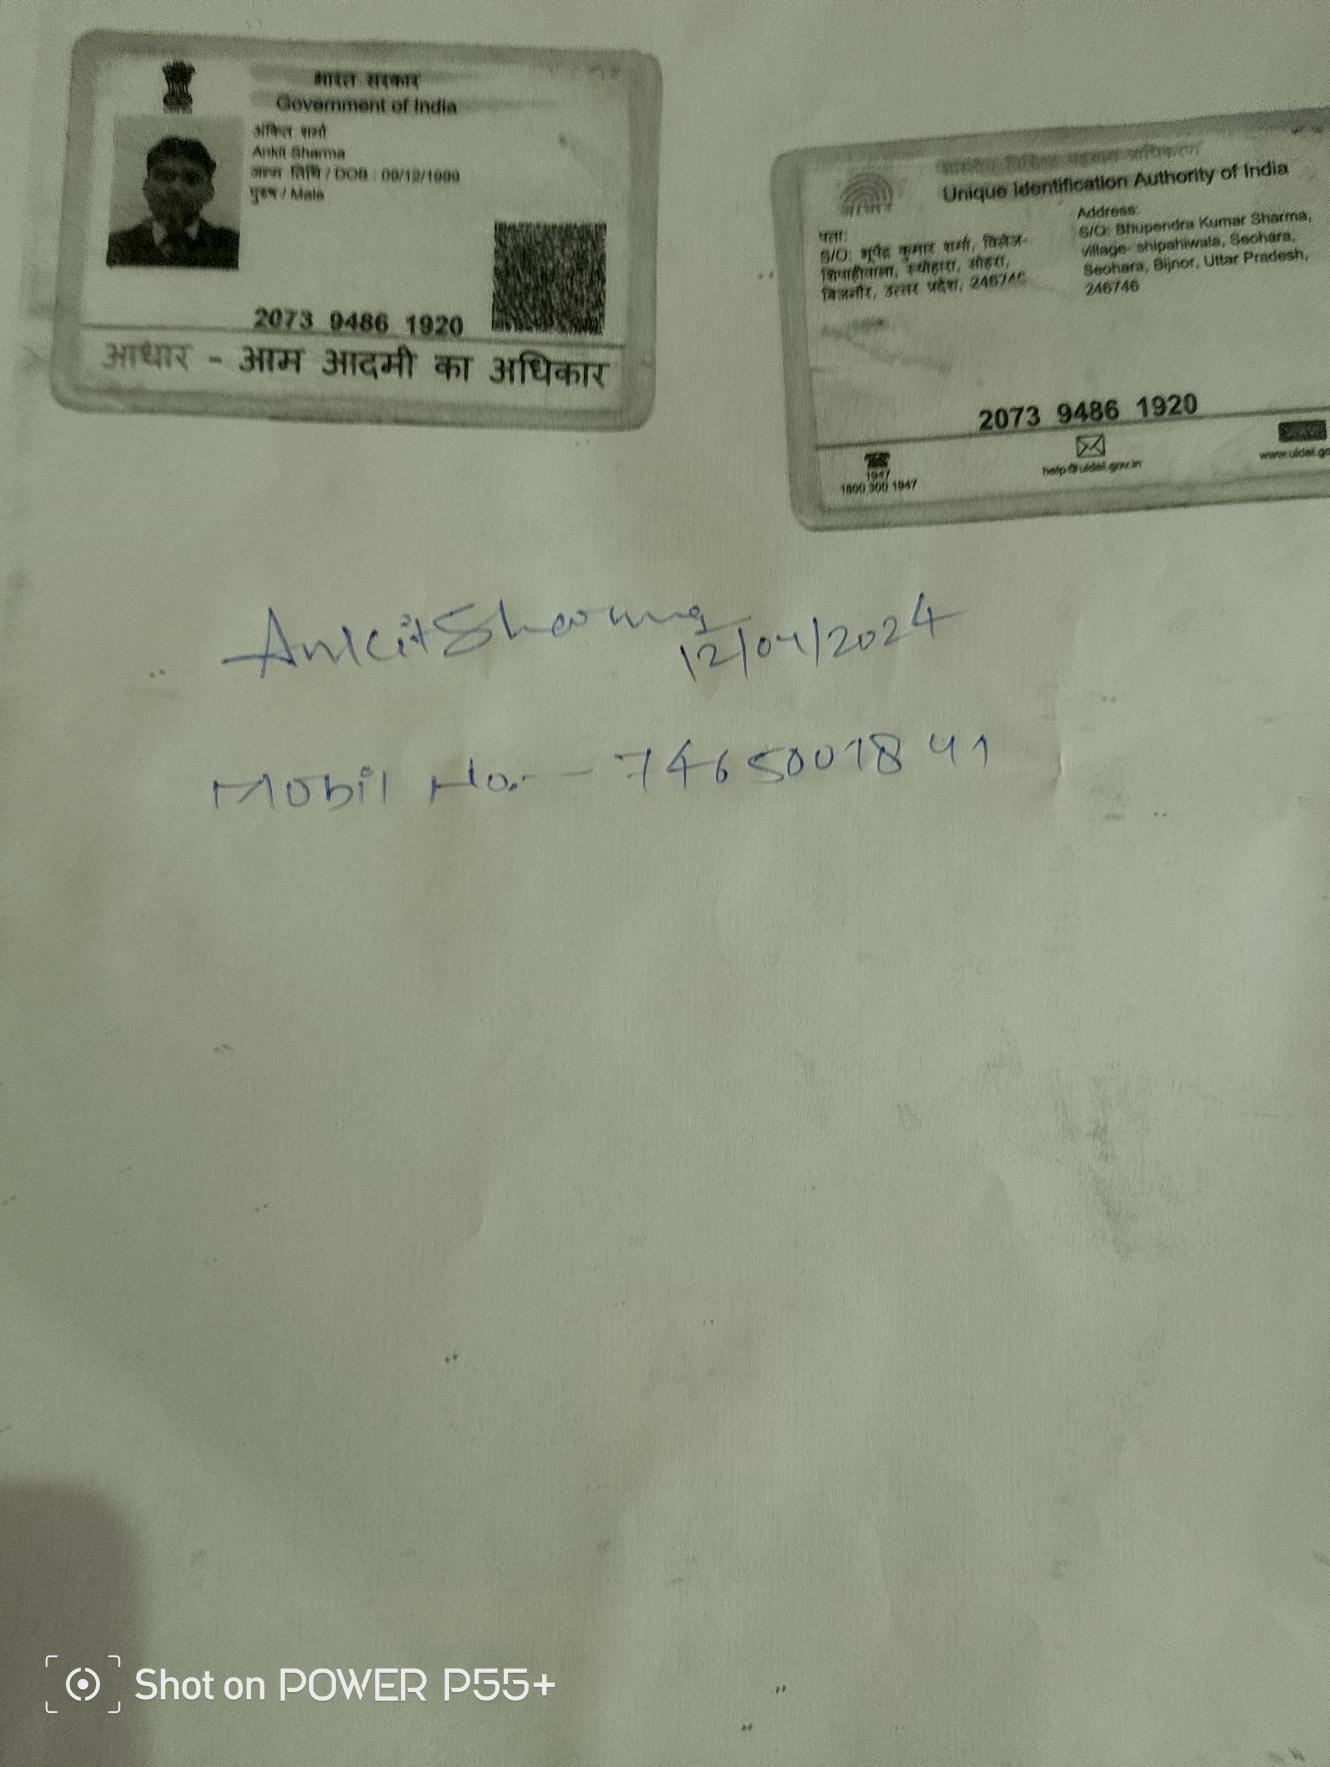 भारत सरकार
Government of India
अंकित शर्मा
Ankit Sharma
जन्म तिथि / DOB : 09/12/1999
पुरुष / Male
2073 9486 1920
आधार - आम आदमी का अधिकार
Unique Identification Authority of India
पता:
S/O: भूपेंद्र कुमार शर्मा, विलेज-
शिपाहीवाला, स्योहारा, सोहरा,
बिजनौर, उत्तर प्रदेश, 246746
Address:
S/O: Bhupendra Kumar Sharma,
village- shipahiwala, Seohara,
Seohara, Bijnor, Uttar Pradesh,
246746
2073 9486 1920
1947
1800 300 1947
help@uidai.gov.in
www.uidai.go
Ankit Sharma
12/04/2024
Mobil No. - 7465001841
Shot on POWER P55+